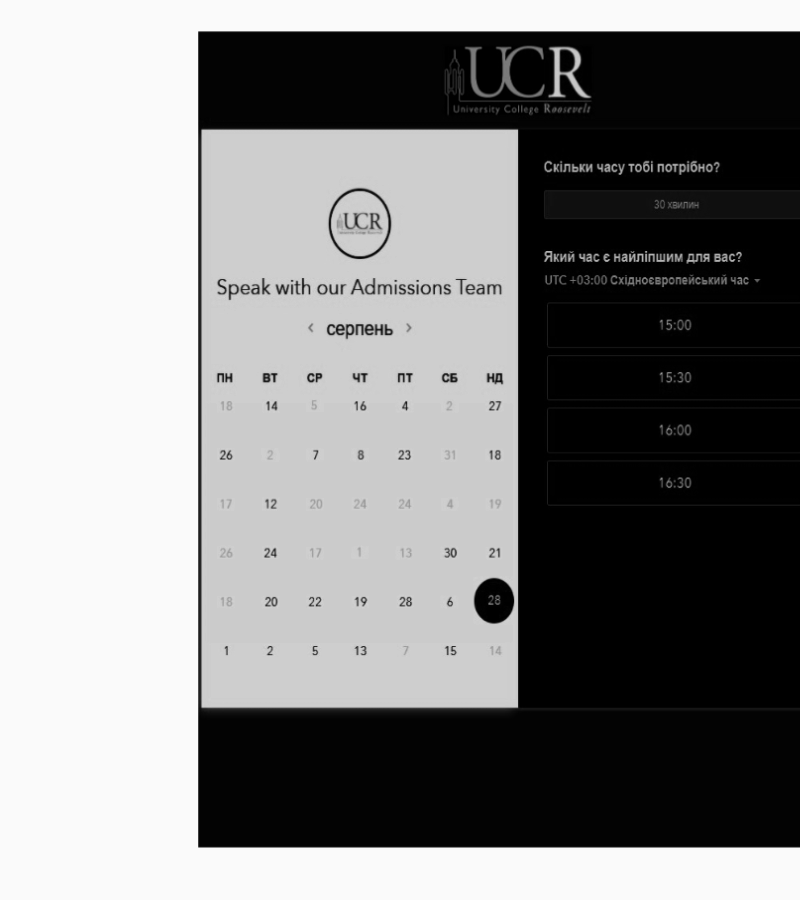 UCR
University College Roosevelt
UCR
Speak with our Admissions Team
‹ серпень ›
ПН ВТ СР ЧТ ПТ СБ НД
18 14 5 16 4 2 27
26 2 7 8 23 31 18
17 12 20 24 24 4 19
26 24 17 1 13 30 21
18 20 22 19 28 6 28
1 2 5 13 7 15 14
Скільки часу тобі потрібно?
30 хвилин
Який час є найліпшим для вас?
UTC +03:00 Східноєвропейський час
15:00
15:30
16:00
16:30